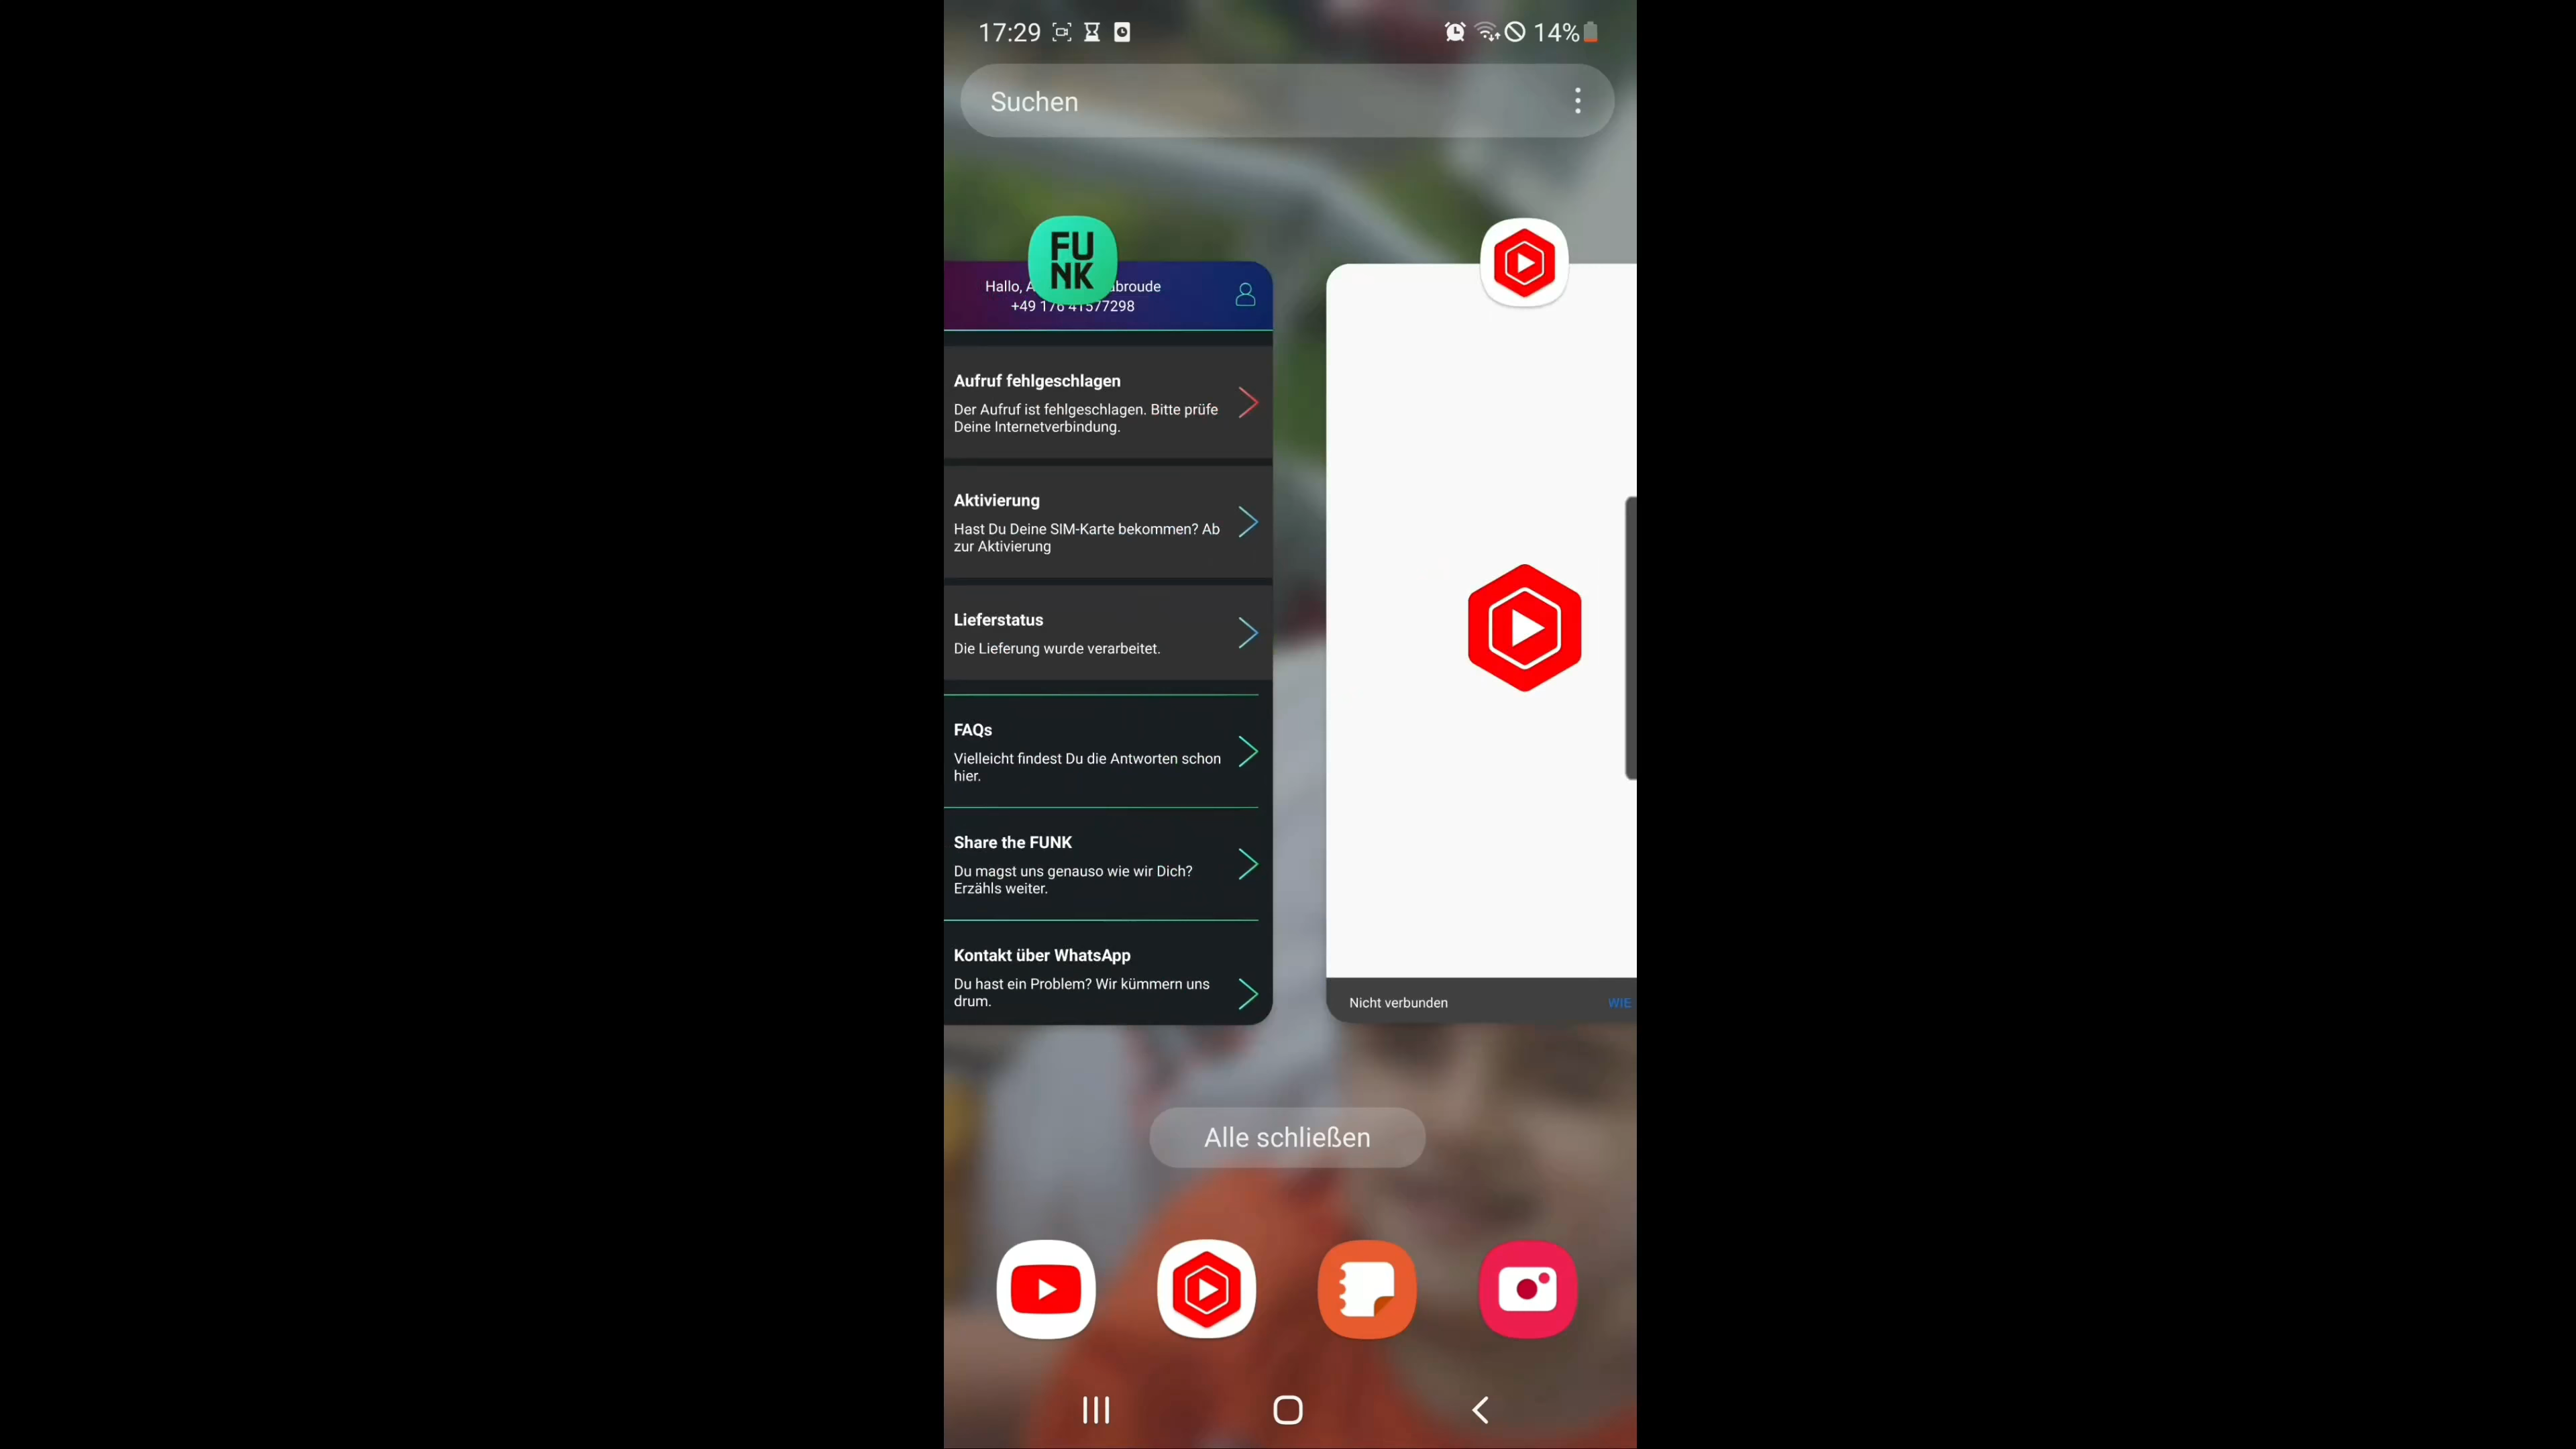 17:29
14%
Suchen
FU
NK
Hallo, A broude
+49 176 41577298
Aufruf fehlgeschlagen
Der Aufruf ist fehlgeschlagen. Bitte prüfe
Deine Internetverbindung.
Aktivierung
Hast Du Deine SIM-Karte bekommen? Ab
zur Aktivierung
Lieferstatus
Die Lieferung wurde verarbeitet.
FAQs
Vielleicht findest Du die Antworten schon
hier.
Share the FUNK
Du magst uns genauso wie wir Dich?
Erzähls weiter.
Kontakt über WhatsApp
Du hast ein Problem? Wir kümmern uns
drum.
Nicht verbunden
WIE
Alle schließen